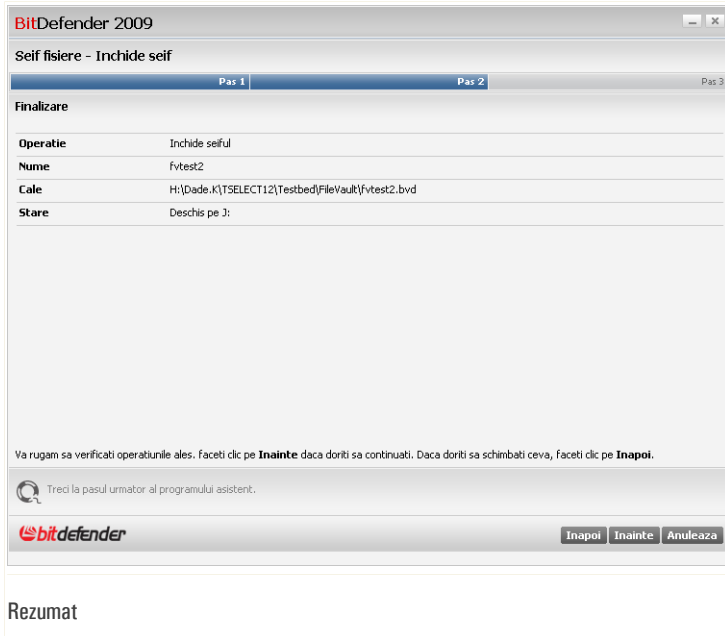 BitDefender 2009
Seif fisiere - Inchide seif
Pas 1 Pas 2 Pas 3
Finalizare
Operatie Inchide seiful
Nume fvtest2
Cale H:\Dade.K\TSELECT12\Testbed\FileVault\fvtest2.bvd
Stare Deschis pe J:
Va rugam sa verificati operatiunile ales. faceti clic pe Inainte daca doriti sa continuati. Daca doriti sa schimbati ceva, faceti clic pe Inapoi.
Treci la pasul urmator al programului asistent.
bitdefender
Inapoi Inainte Anuleaza
Rezumat